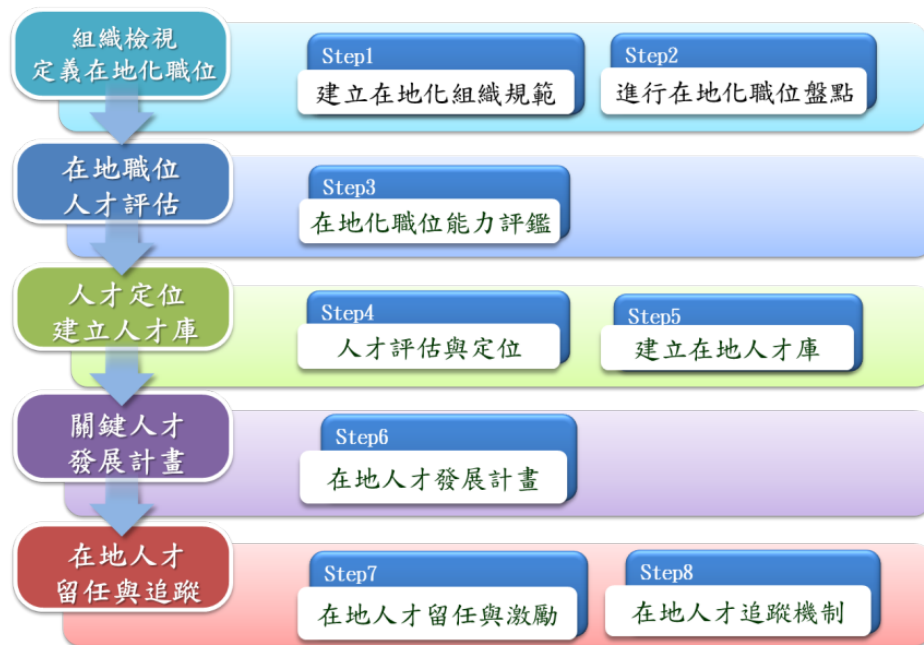 組織檢視
定義在地化職位
Step1
建立在地化組織規範
Step2
進行在地化職位盤點
在地職位
人才評估
Step3
在地化職位能力評鑑
人才定位
建立人才庫
Step4
人才評估與定位
Step5
建立在地人才庫
關鍵人才
發展計畫
Step6
在地人才發展計畫
在地人才
留任與追蹤
Step7
在地人才留任與激勵
Step8
在地人才追蹤機制